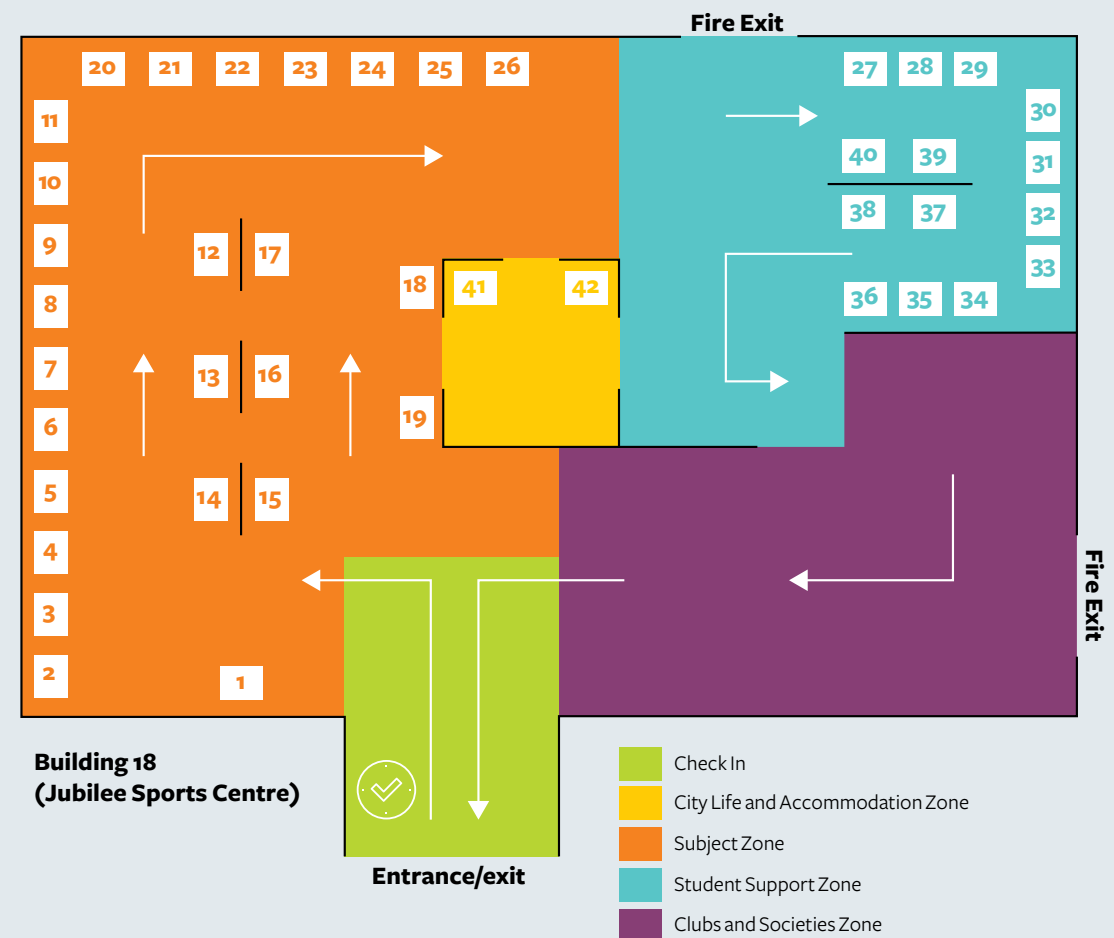 Fire Exit
20 21 22 23 24 25 26 27 28 29
11 30
40 39
10 31
38 37
9 12 17 32
33
18 41 42
8 36 35 34
7 13 16
6 19
5 14 15
4
Fire Exit
3
2 1
Building 18
(Jubilee Sports Centre)
Check In
City Life and Accommodation Zone
Subject Zone
Entrance/exit
Student Support Zone
Clubs and Societies Zone